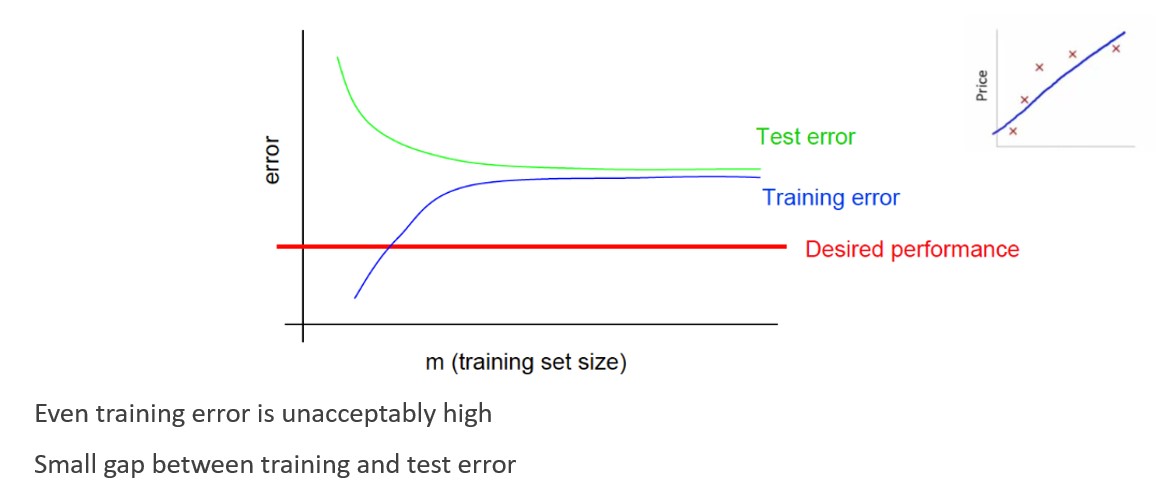 error
Test error
Training error
Desired performance
m (training set size)
Price
Even training error is unacceptably high
Small gap between training and test error